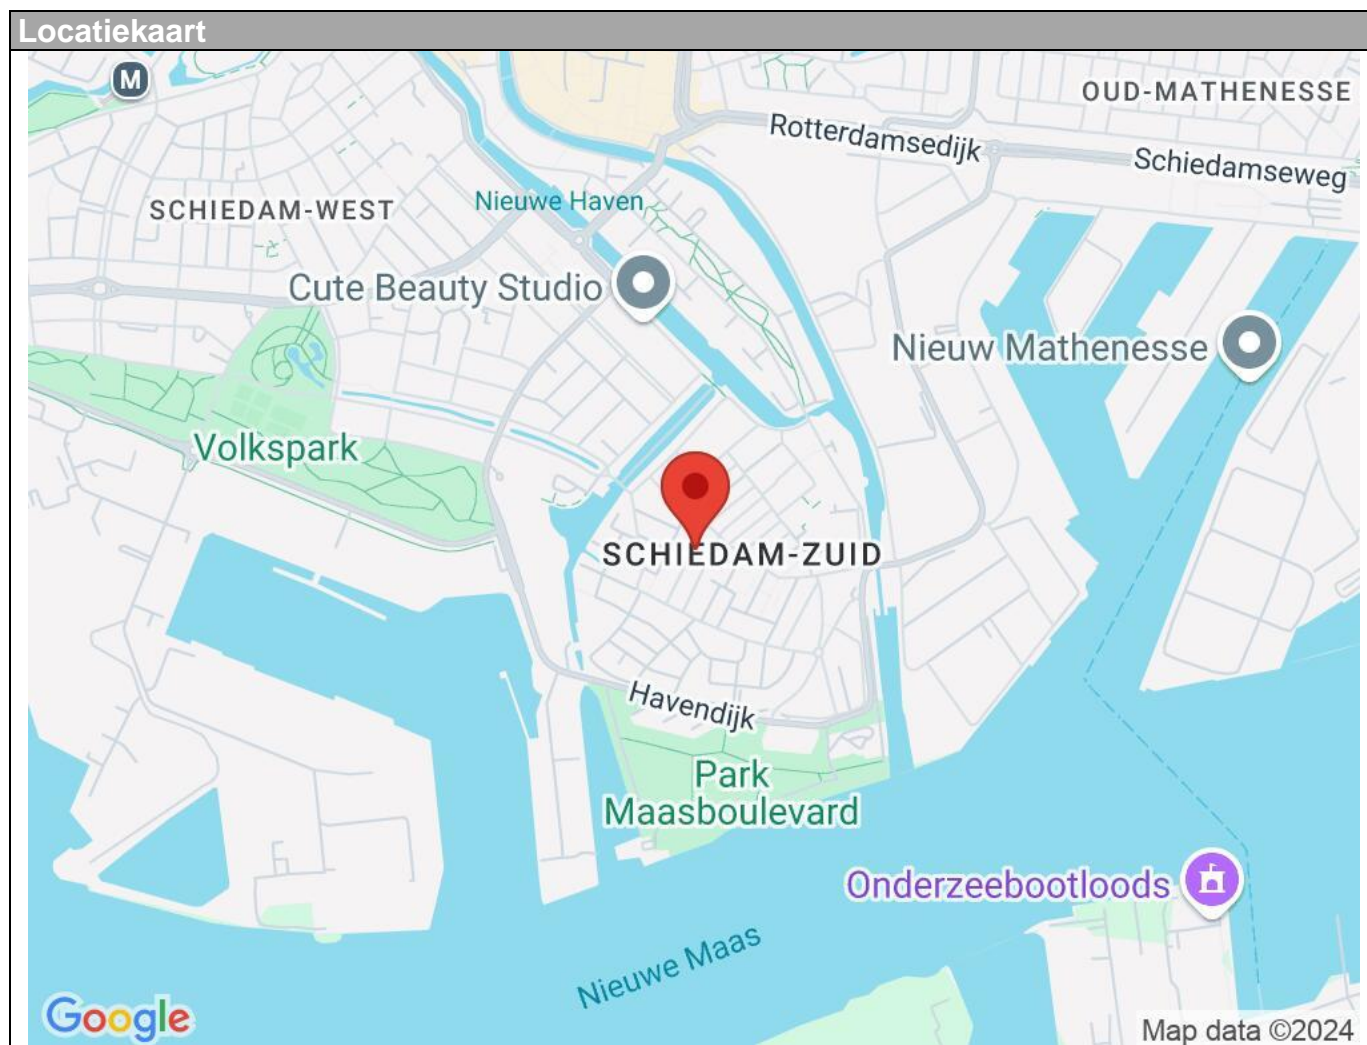 Locatiekaart
M
OUD-MATHENESSE
Rotterdamsedijk
Schiedamseweg
SCHIEDAM-WEST
Nieuwe Haven
Cute Beauty Studio
Nieuw Mathenesse
Volkspark
SCHIEDAM-ZUID
Havendijk
Park
Maasboulevard
Onderzeebootloods
Nieuwe Maas
Google
Map data ©2024